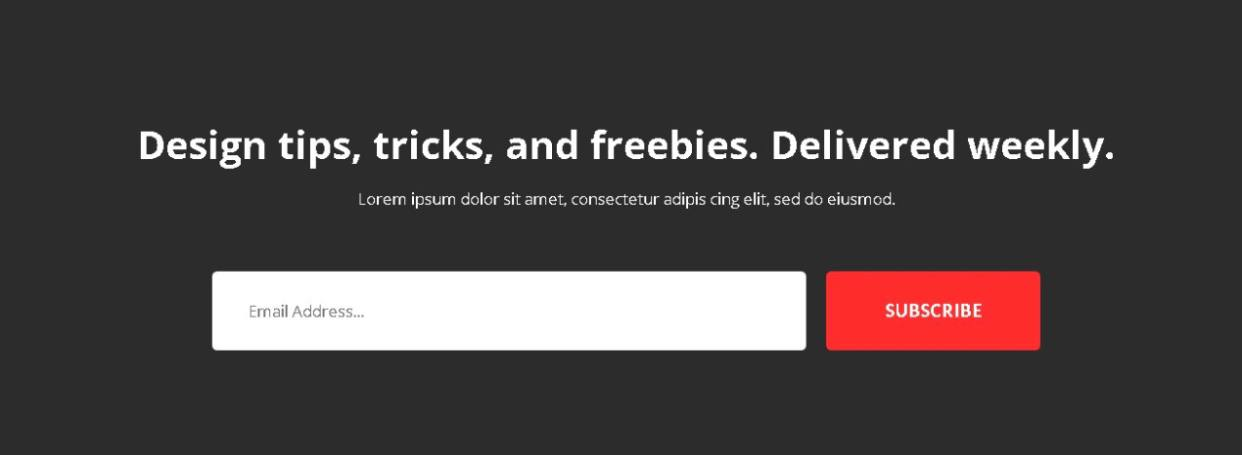 Design tips, tricks, and freebies. Delivered weekly.
Lorem ipsum dolor sit amet, consectetur adipis cing elit, sed do eiusmod.
Email Address...
SUBSCRIBE